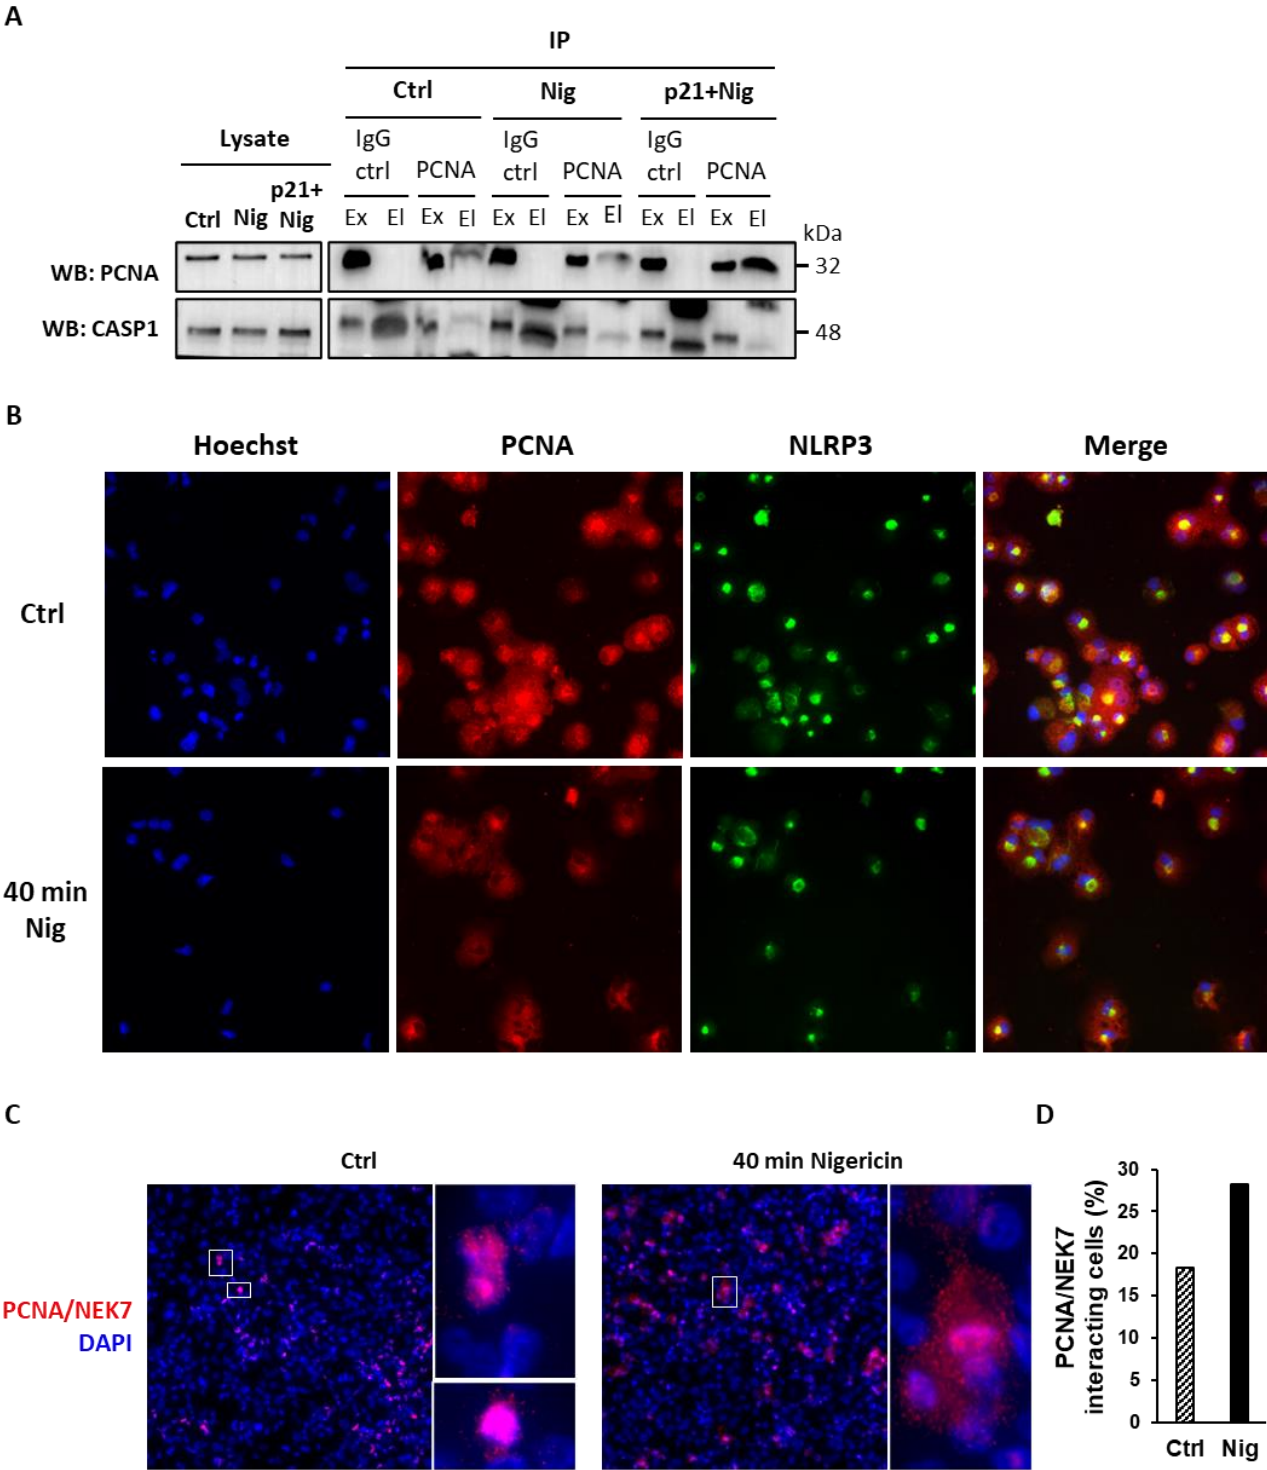 A
IP
Ctrl Nig p21+Nig
Lysate
IgG ctrl PCNA IgG ctrl PCNA IgG ctrl PCNA
Ctrl Nig p21+ Nig
Ex El Ex El Ex El Ex El Ex El Ex El
kDa
WB: PCNA 32
WB: CASP1 48
B
Hoechst PCNA NLRP3 Merge
Ctrl
40 min
Nig
C
Ctrl 40 min Nigericin
PCNA/NEK7
DAPI
D
PCNA/NEK7
interacting cells (%)
30
25
20
15
10
5
0
Ctrl Nig